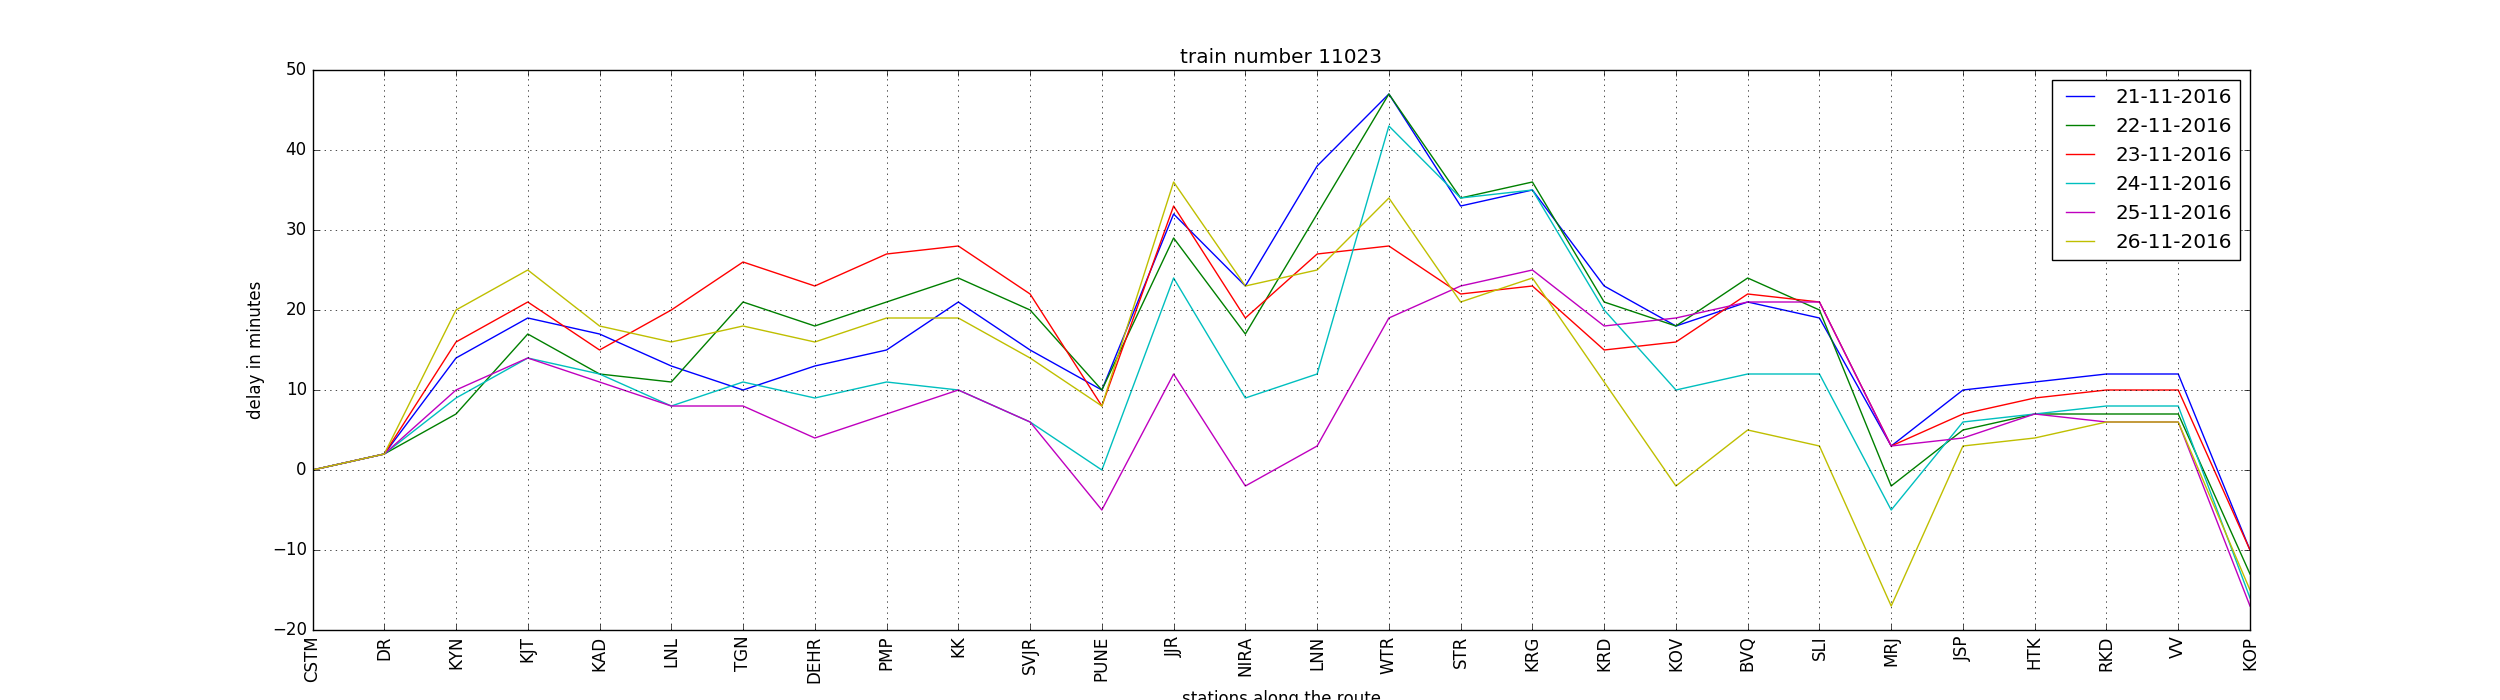 train number 11023
50
40
30
20
10
0
−10
−20
delay in minutes
21-11-2016
22-11-2016
23-11-2016
24-11-2016
25-11-2016
26-11-2016
CSTM
DR
KYN
KJT
KAD
LNL
TGN
DEHR
PMP
KK
SVJR
PUNE
JJR
NIRA
LNN
WTR
STR
KRG
KRD
KOV
BVQ
SLI
MRJ
JSP
HTK
RKD
VV
KOP
stations along the route